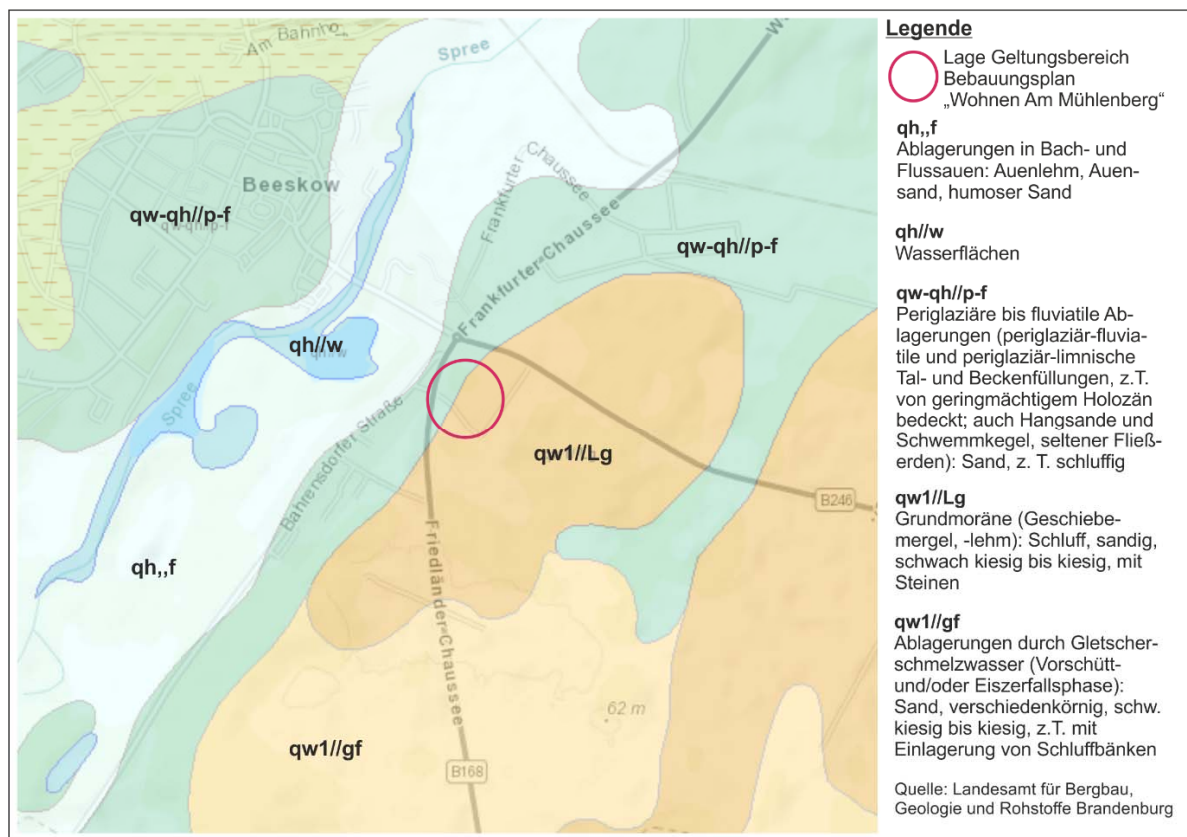 Am Bahnho
Spree
Beeskow
qw-qh//p-f
qw-qh//p-f
Frankfurter Chaussee
Frankfurter-Chaussee
qw-qh//p-f
qh//w
qh//w
Spree
Bahrensdorfer Straße
qw1//Lg
B246
qh,,f
Friedländer-Chaussee
62 m
qw1//gf
B168
Legende
Lage Geltungsbereich
Bebauungsplan
„Wohnen Am Mühlenberg“
qh,,f
Ablagerungen in Bach- und
Flussauen: Auenlehm, Auen-
sand, humoser Sand
qh//w
Wasserflächen
qw-qh//p-f
Periglaziäre bis fluviatile Ab-
lagerungen (periglaziär-fluvia-
tile und periglaziär-limnische
Tal- und Beckenfüllungen, z.T.
von geringmächtigem Holozän
bedeckt; auch Hangsande und
Schwemmkegel, seltener Fließ-
erden): Sand, z. T. schluffig
qw1//Lg
Grundmoräne (Geschiebe-
mergel, -lehm): Schluff, sandig,
schwach kiesig bis kiesig, mit
Steinen
qw1//gf
Ablagerungen durch Gletscher-
schmelzwasser (Vorschütt-
und/oder Eiszerfallsphase):
Sand, verschiedenkörnig, schw.
kiesig bis kiesig, z.T. mit
Einlagerung von Schluffbänken
Quelle: Landesamt für Bergbau,
Geologie und Rohstoffe Brandenburg